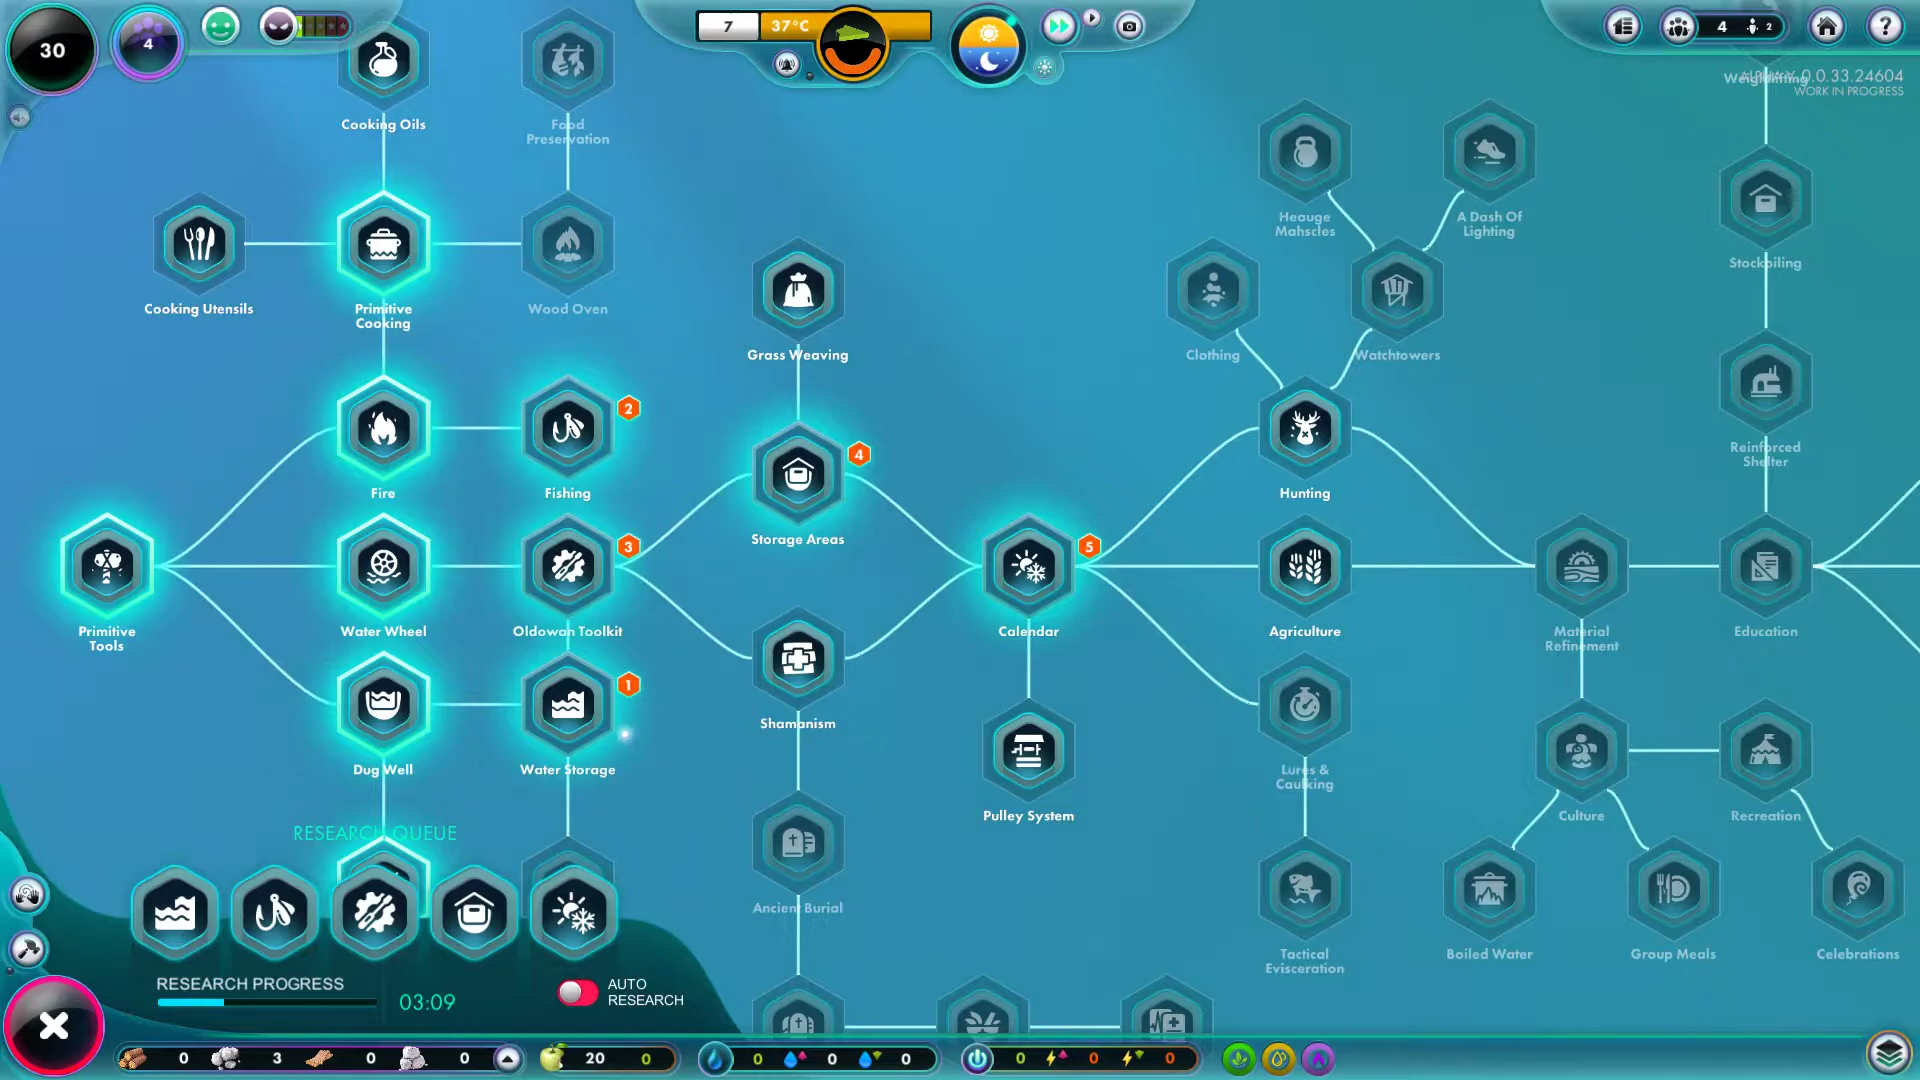 30
4
7
37°C
4
2
0.0.33.24604
WORK IN PROGRESS
Cooking Oils
Food
Preservation
Heauge
Mahscles
A Dash Of
Lighting
Stockpiling
Cooking Utensils
Primitive
Cooking
Wood Oven
Grass Weaving
Clothing
Watchtowers
2
4
Reinforced
Shelter
Fire
Fishing
Storage Areas
Hunting
3
5
Primitive
Tools
Water Wheel
Oldowan Toolkit
Calendar
Agriculture
Material
Refinement
Education
1
Shamanism
Dug Well
Water Storage
Lures &
Caulking
Pulley System
Culture
Recreation
RESEARCH QUEUE
Ancient Burial
Tactical
Evisceration
Boiled Water
Group Meals
Celebrations
RESEARCH PROGRESS
03:09
AUTO
RESEARCH
0
3
0
0
20
0
0
0
0
0
0
0